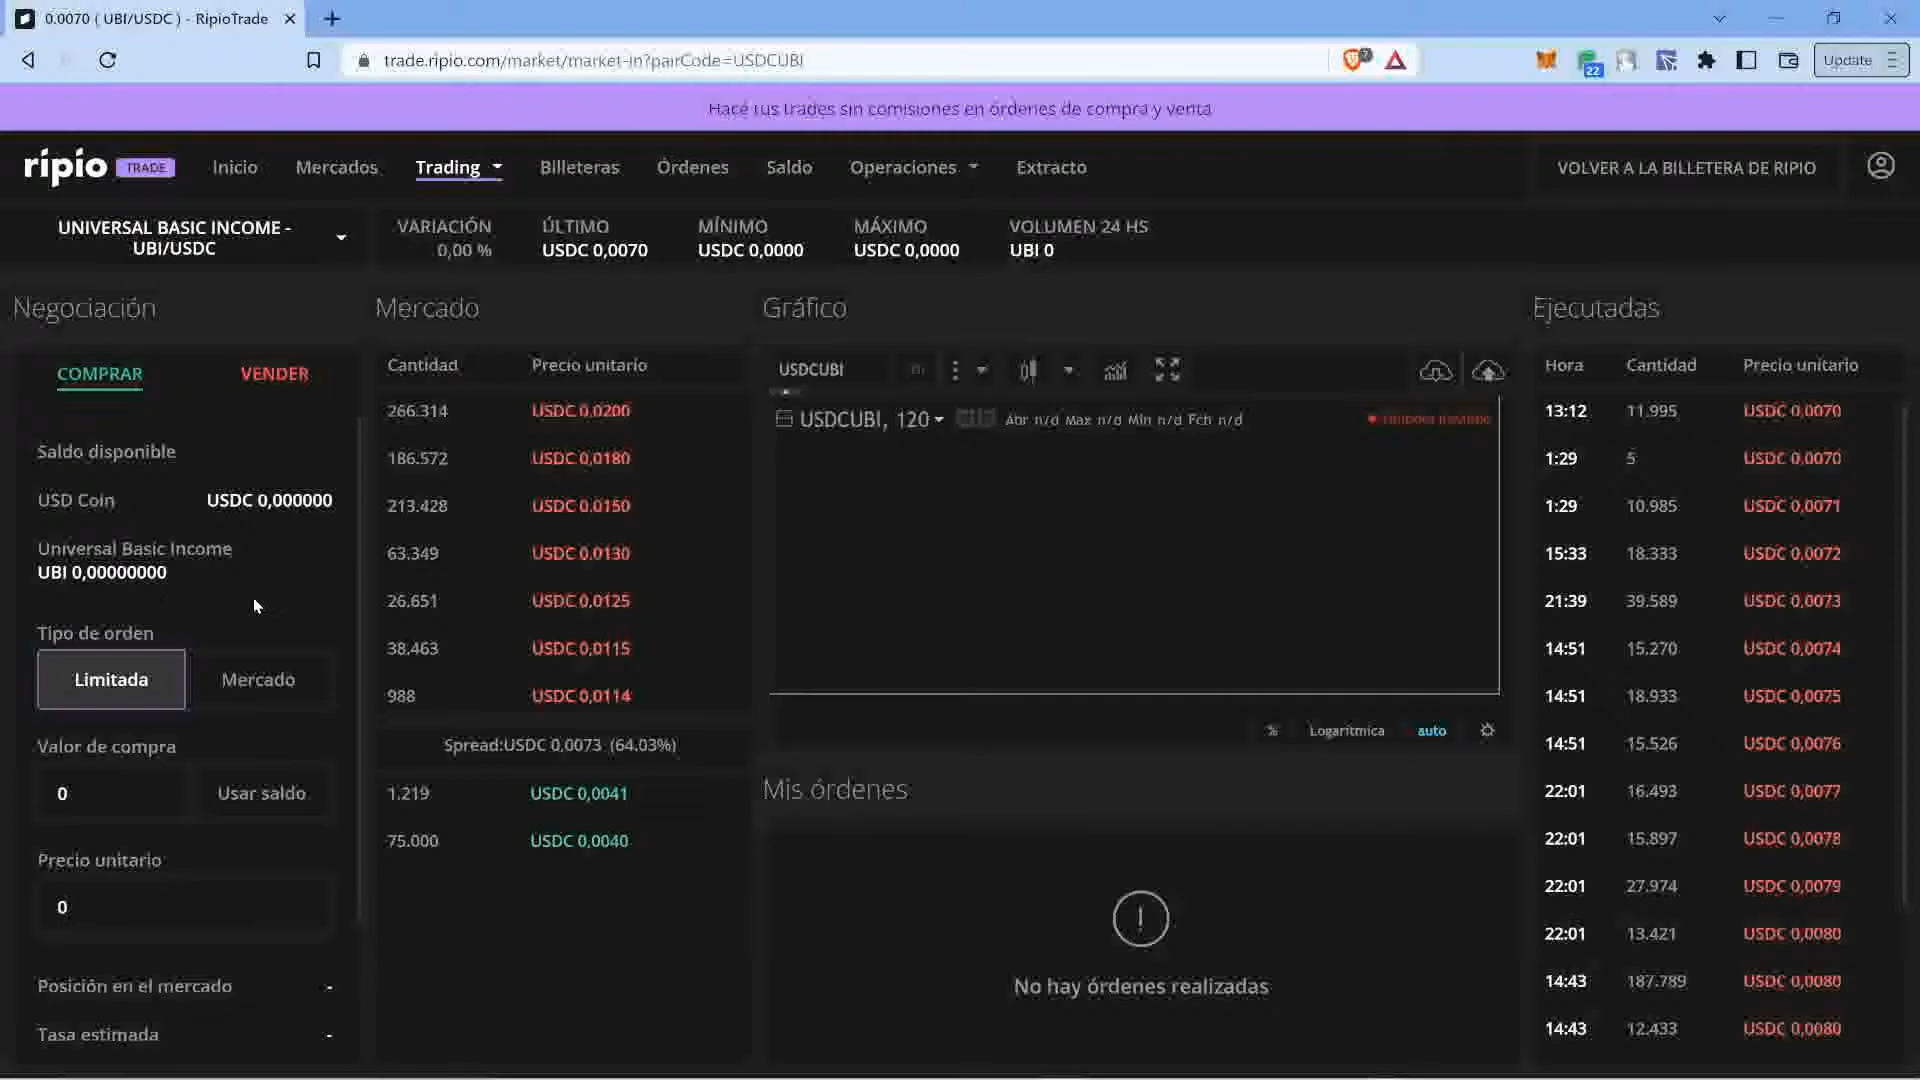 0.0070 ( UBI/USDC ) - RipioTrade
trade.ripio.com/market/market-in?pairCode=USDCUBI
7
22
Update
Hacé tus trades sin comisiones en órdenes de compra y venta
ripio TRADE
Inicio
Mercados
Trading
Billeteras
Órdenes
Saldo
Operaciones
Extracto
VOLVER A LA BILLETERA DE RIPIO
UNIVERSAL BASIC INCOME -
UBI/USDC
VARIACIÓN
0,00 %
ÚLTIMO
USDC 0,0070
MÍNIMO
USDC 0,0000
MÁXIMO
USDC 0,0000
VOLUMEN 24 HS
UBI 0
Negociación
COMPRAR
VENDER
Saldo disponible
USD Coin USDC 0,000000
Universal Basic Income
UBI 0,00000000
Tipo de orden
Limitada
Mercado
Valor de compra
0
Usar saldo
Precio unitario
0
Posición en el mercado -
Tasa estimada -
Mercado
Cantidad Precio unitario
266.314 USDC 0,0200
186.572 USDC 0,0180
213.428 USDC 0,0150
63.349 USDC 0,0130
26.651 USDC 0,0125
38.463 USDC 0,0115
988 USDC 0,0114
Spread:USDC 0,0073 (64.03%)
1.219 USDC 0,0041
75.000 USDC 0,0040
Gráfico
USDCUBI
USDCUBI, 120
Abr n/d Max n/d Min n/d Fch n/d
% Logarítmica auto
Mis órdenes
!
No hay órdenes realizadas
Ejecutadas
Hora Cantidad Precio unitario
13:12 11.995 USDC 0,0070
1:29 5 USDC 0,0070
1:29 10.985 USDC 0,0071
15:33 18.333 USDC 0,0072
21:39 39.589 USDC 0,0073
14:51 15.270 USDC 0,0074
14:51 18.933 USDC 0,0075
14:51 15.526 USDC 0,0076
22:01 16.493 USDC 0,0077
22:01 15.897 USDC 0,0078
22:01 27.974 USDC 0,0079
22:01 13.421 USDC 0,0080
14:43 187.789 USDC 0,0080
14:43 12.433 USDC 0,0080